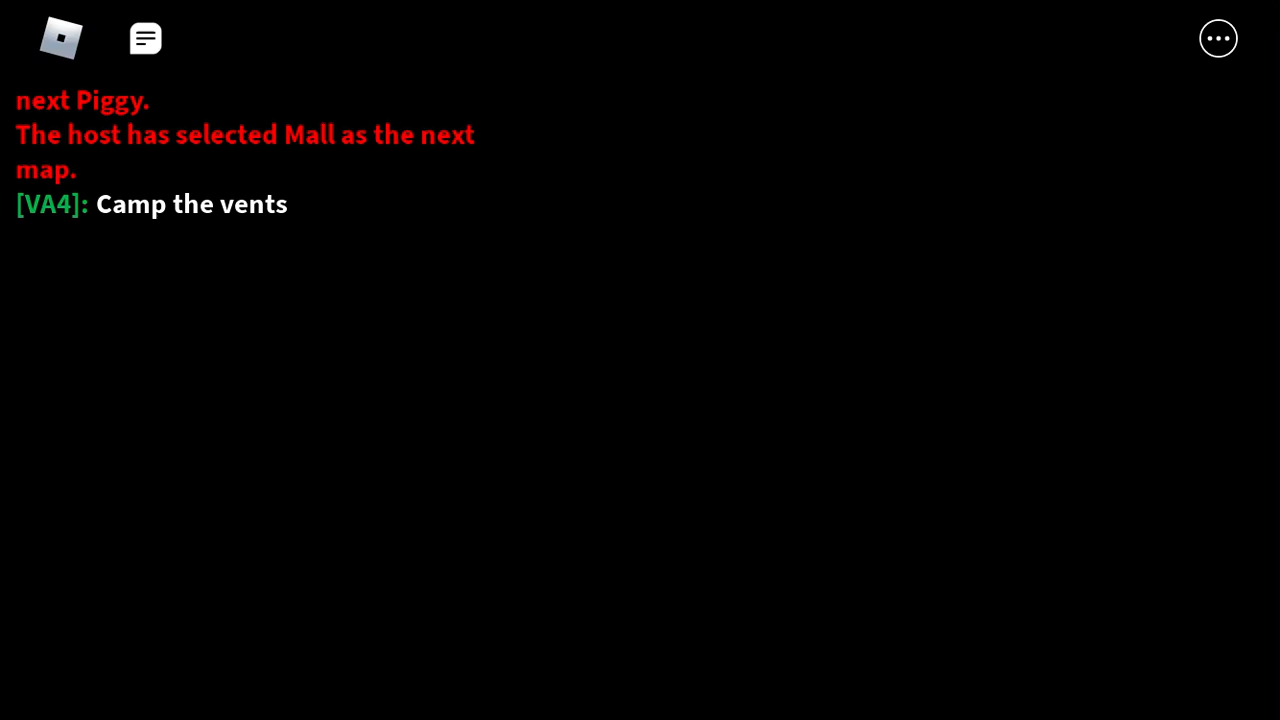 next Piggy.
The host has selected Mall as the next
map.
[VA4]: Camp the vents